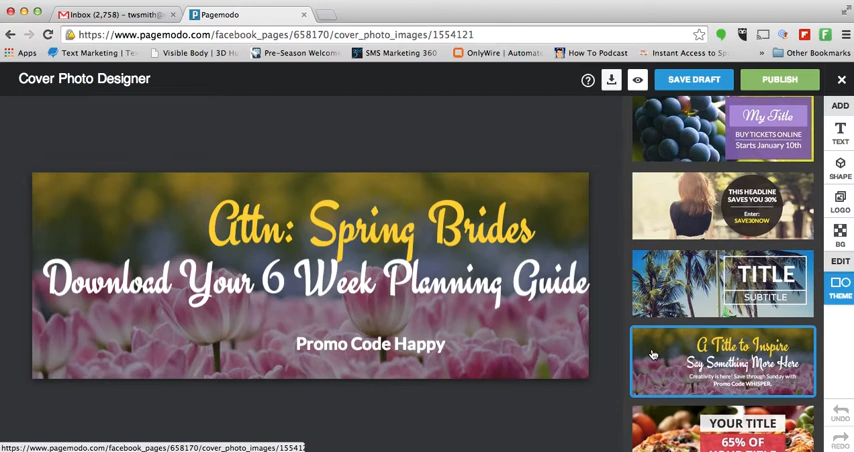 Inbox (2,758) – twsmith@
Pagemodo
https://www.pagemodo.com/facebook_pages/658170/cover_photo_images/1554121
Apps
Text Marketing | Te
Visible Body | 3D H
Pre-Season Welcome
SMS Marketing 360
OnlyWire | Automat
How To Podcast
Instant Access to Sp
»
Other Bookmarks
Cover Photo Designer
SAVE DRAFT
PUBLISH
ADD
TEXT
SHAPE
LOGO
BG
EDIT
THEME
UNDO
REDO
Attn: Spring Brides
Download Your 6 Week Planning Guide
Promo Code Happy
My Title
BUY TICKETS ONLINE
Starts January 10th
THIS HEADLINE
SAVES YOU 30%
Enter:
SAVE30NOW
TITLE
SUBTITLE
A Title to Inspire
Say Something More Here
Creativity is here! Save through Sunday with
Promo Code WHISPER.
YOUR TITLE
65% OF
https://www.pagemodo.com/facebook_pages/658170/cover_photo_images/155412